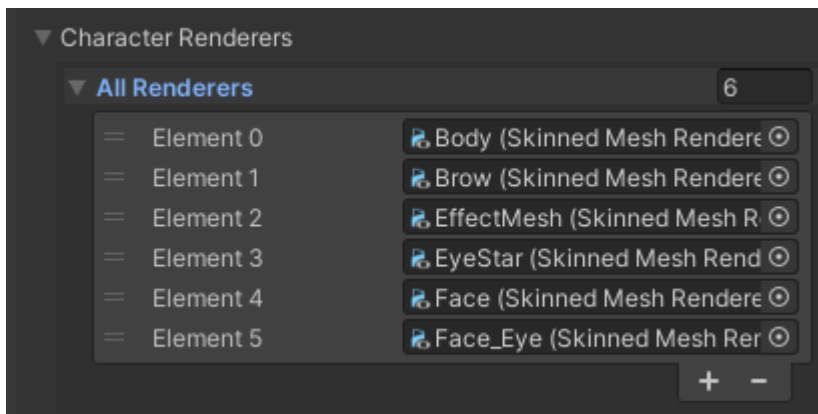 Character Renderers
All Renderers 6
Element 0 Body (Skinned Mesh Rendere
Element 1 Brow (Skinned Mesh Rendere
Element 2 EffectMesh (Skinned Mesh R
Element 3 EyeStar (Skinned Mesh Rend
Element 4 Face (Skinned Mesh Rendere
Element 5 Face_Eye (Skinned Mesh Rer
+ -